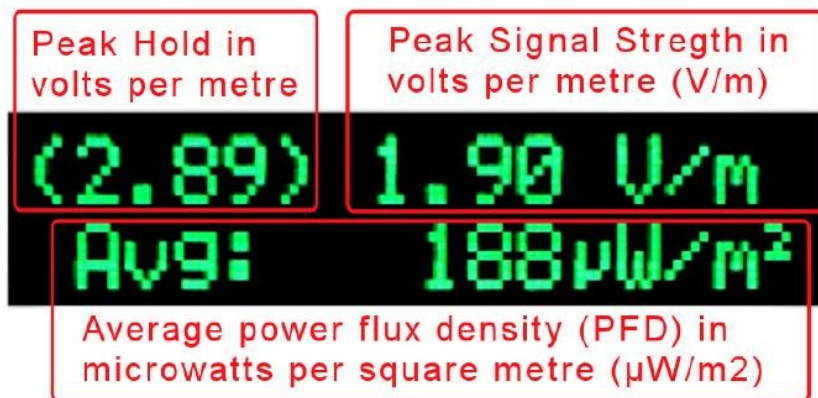 Peak Hold in
volts per metre
Peak Signal Stregth in
volts per metre (V/m)
(2.89) 1.90 V/m
Avg: 188µW/m²
Average power flux density (PFD) in
microwatts per square metre (µW/m2)